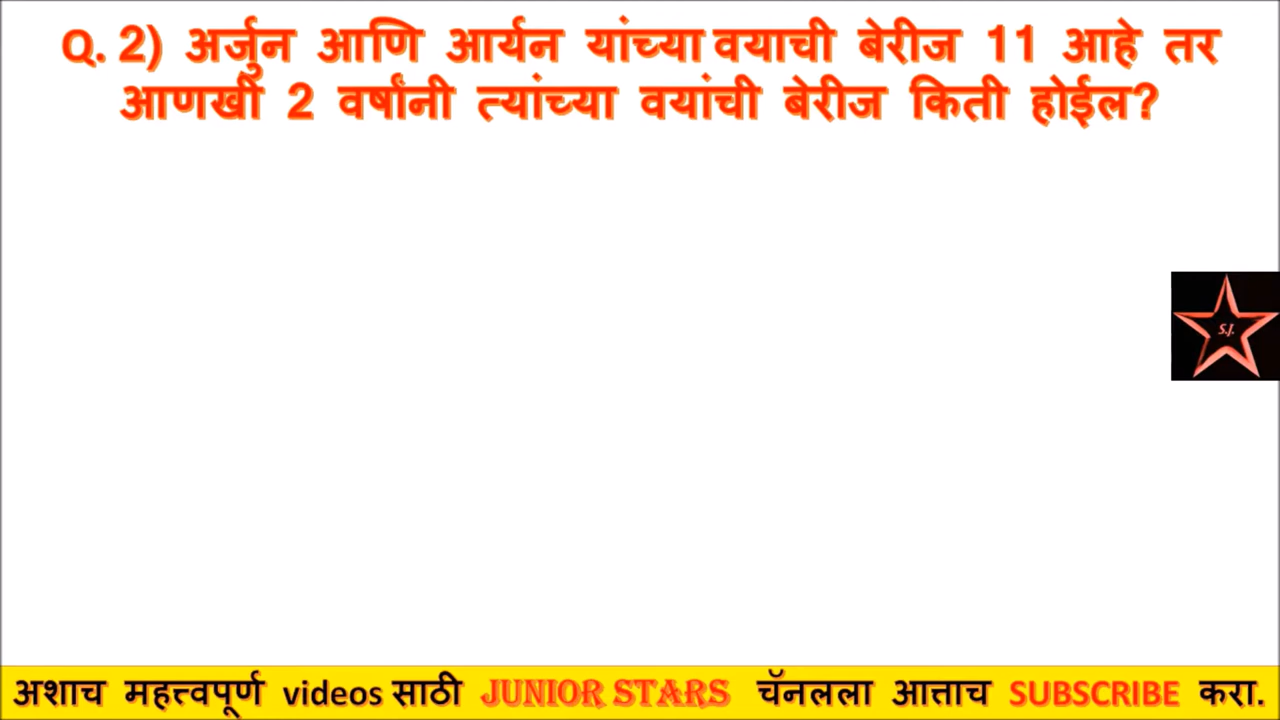 Q. 2) अर्जुन आणि आर्यन यांच्या वयाची बेरीज 11 आहे तर
आणखी 2 वर्षांनी त्यांच्या वयांची बेरीज किती होईल?
S.J.
अशाच महत्त्वपूर्ण videos साठी JUNIOR STARS चॅनलला आत्ताच SUBSCRIBE करा.